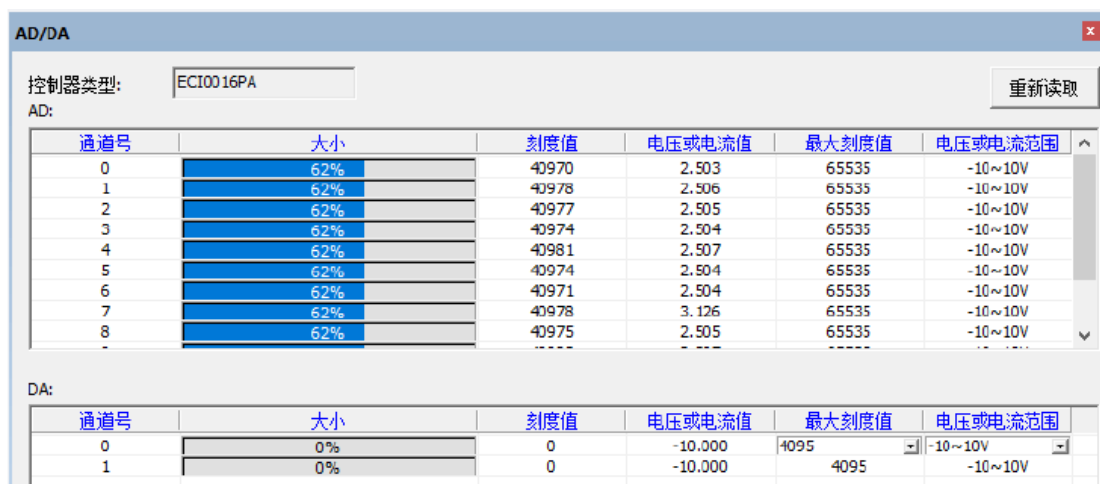 AD/DA
控制器类型: ECI0016PA 重新读取
AD:
通道号 大小 刻度值 电压或电流值 最大刻度值 电压或电流范围
0 62% 40970 2.503 65535 -10~10V
1 62% 40978 2.506 65535 -10~10V
2 62% 40977 2.505 65535 -10~10V
3 62% 40974 2.504 65535 -10~10V
4 62% 40981 2.507 65535 -10~10V
5 62% 40974 2.504 65535 -10~10V
6 62% 40971 2.504 65535 -10~10V
7 62% 40978 3.126 65535 -10~10V
8 62% 40975 2.505 65535 -10~10V
DA:
通道号 大小 刻度值 电压或电流值 最大刻度值 电压或电流范围
0 0% 0 -10.000 4095 -10~10V
1 0% 0 -10.000 4095 -10~10V